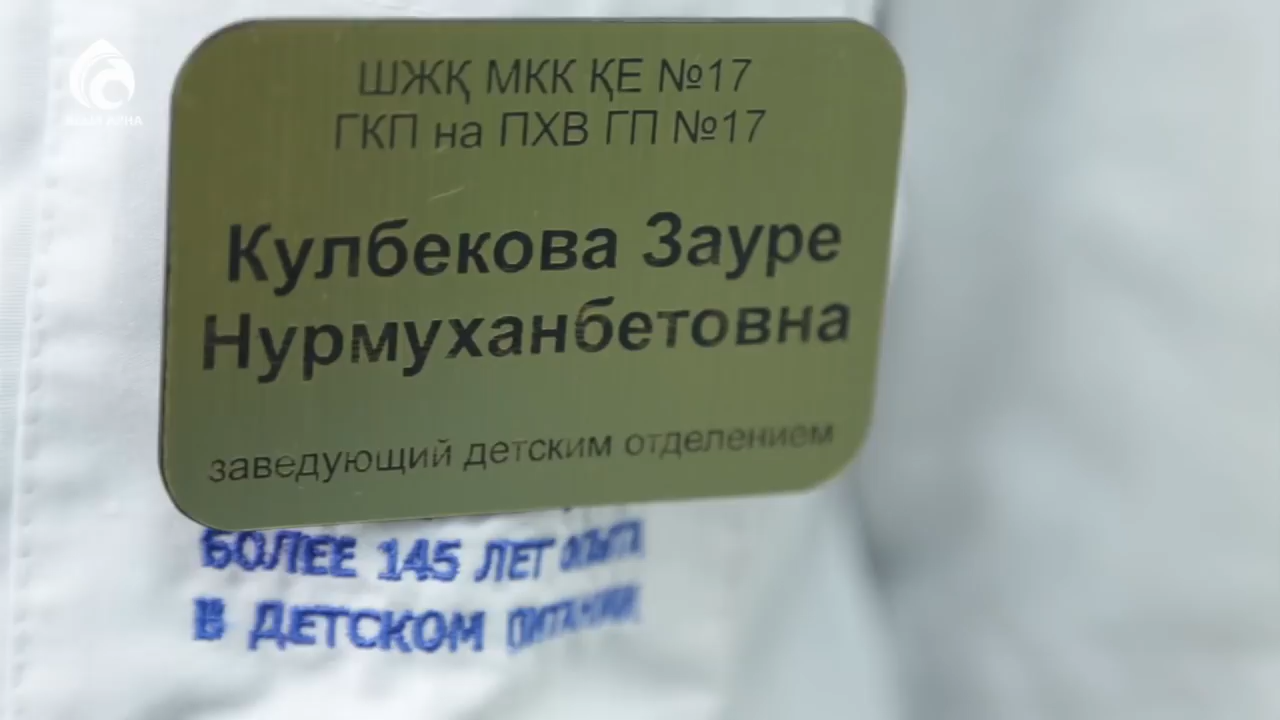 ШЖҚ МКК ҚЕ №17
ГКП на ПХВ ГП №17
Кулбекова Зауре
Нурмуханбетовна
заведующий детским отделением
БОЛЕЕ 145 ЛЕТ ОПЫТА
В ДЕТСКОМ ПИТАНИИ